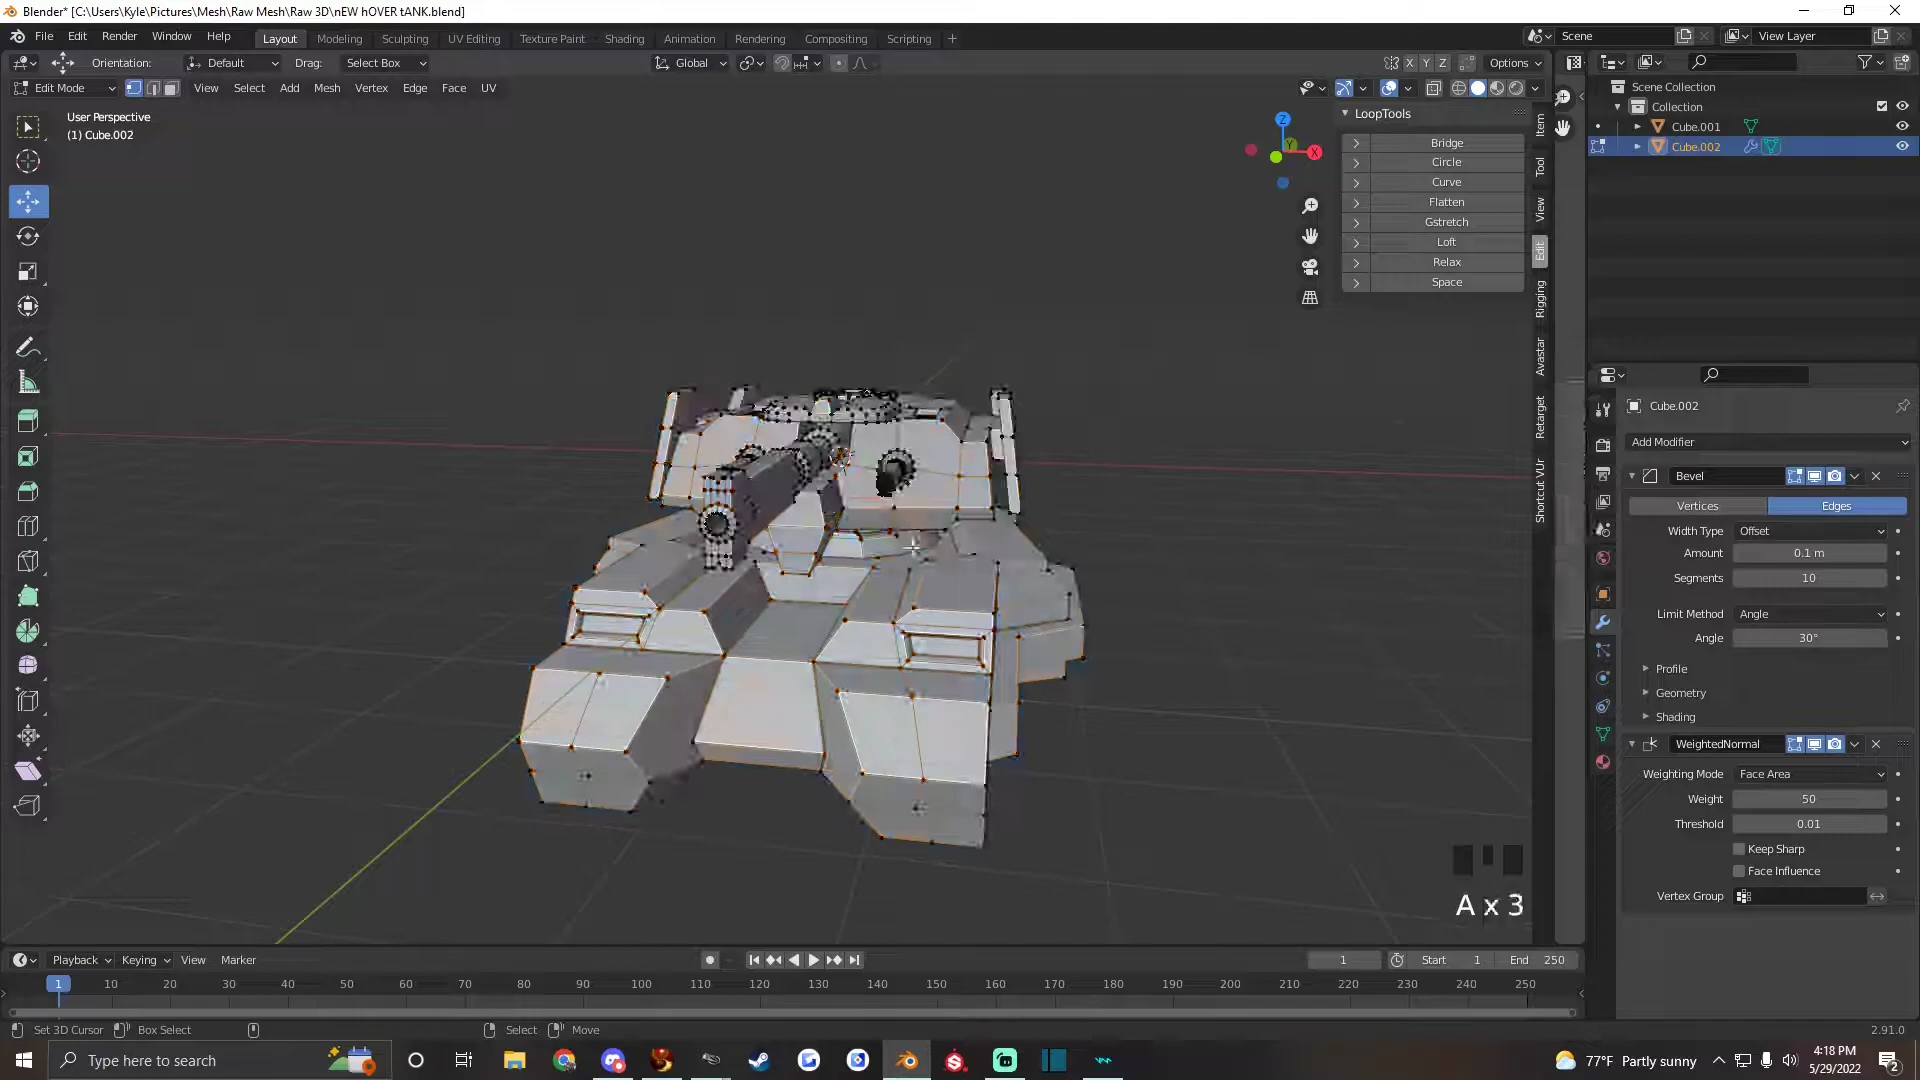 Blender* [C:\Users\Kyle\Pictures\Mesh\Raw Mesh\Raw 3D\nEW hOVER tANK.blend]
File Edit Render Window Help Layout Modeling Sculpting UV Editing Texture Paint Shading Animation Rendering Compositing Scripting + Scene View Layer
Orientation: Default Drag: Select Box Global X Y Z Options
Edit Mode View Select Add Mesh Vertex Edge Face UV
User Perspective
(1) Cube.002
Z
Y
X
LoopTools
Bridge
Circle
Curve
Flatten
Gstretch
Loft
Relax
Space
Item
Tool
View
Edit
Rigging
Avastar
Retarget
Shortcut VUr
Scene Collection
Collection
Cube.001
Cube.002
Cube.002
Add Modifier
Bevel
Vertices Edges
Width Type Offset
Amount 0.1 m
Segments 10
Limit Method Angle
Angle 30°
Profile
Geometry
Shading
WeightedNormal
Weighting Mode Face Area
Weight 50
Threshold 0.01
Keep Sharp
Face Influence
Vertex Group
A x 3
Playback Keying View Marker 1 Start 1 End 250
1 10 20 30 40 50 60 70 80 90 100 110 120 130 140 150 160 170 180 190 200 210 220 230 240 250
Set 3D Cursor Box Select Select Move 2.91.0
Type here to search
77°F Partly sunny
4:18 PM
5/29/2022
2